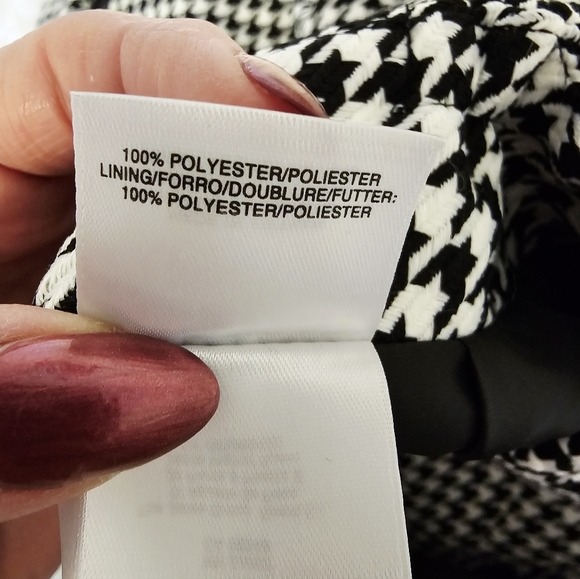 100% POLYESTER/POLIESTER
LINING/FORRO/DOUBLURE/FUTTER:
100% POLYESTER/POLIESTER